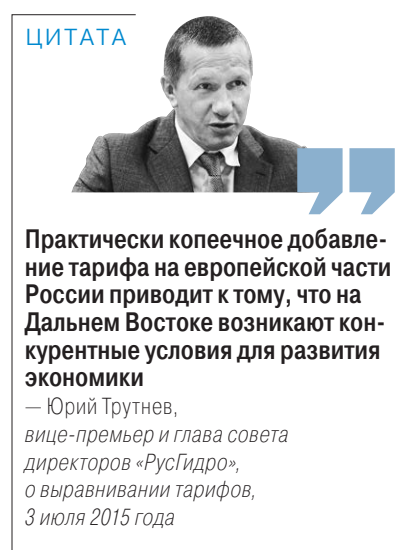 ЦИТАТА
Практически копеечное добавле-
ние тарифа на европейской части
России приводит к тому, что на
Дальнем Востоке возникают кон-
курентные условия для развития
экономики
— Юрий Трутнев,
вице-премьер и глава совета
директоров «РусГидро»,
о выравнивании тарифов,
3 июля 2015 года